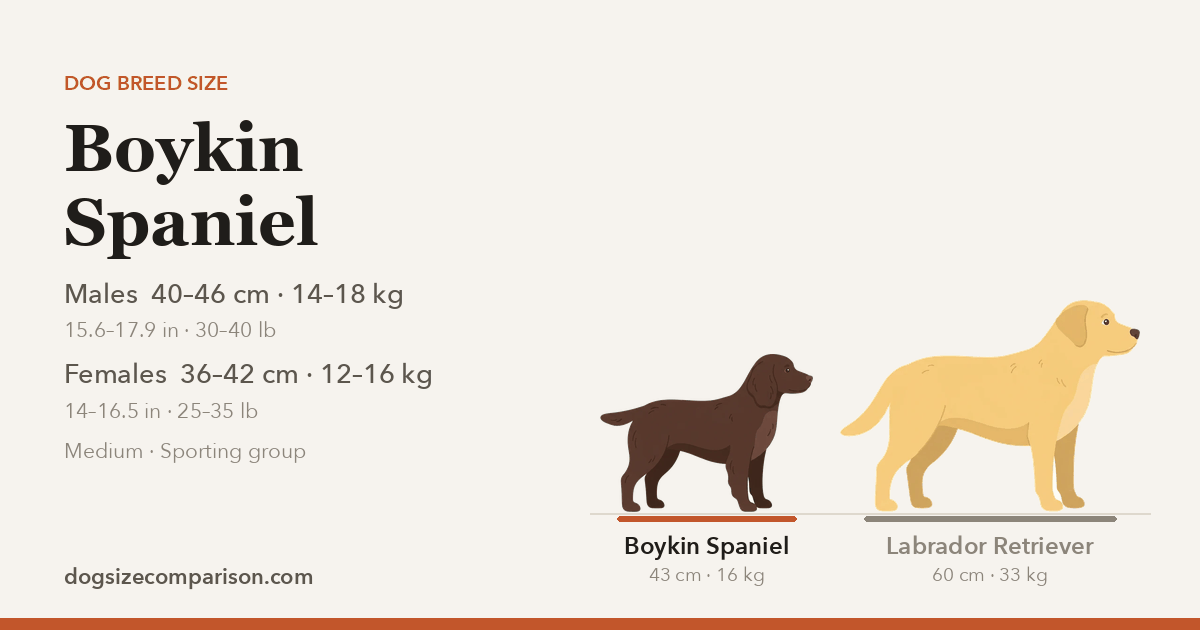 DOG BREED SIZE
Boykin
Spaniel
Males 40–46 cm · 14–18 kg
15.6–17.9 in · 30–40 lb
Females 36–42 cm · 12–16 kg
14–16.5 in · 25–35 lb
Medium · Sporting group
Boykin Spaniel
43 cm · 16 kg
Labrador Retriever
60 cm · 33 kg
dogsizecomparison.com